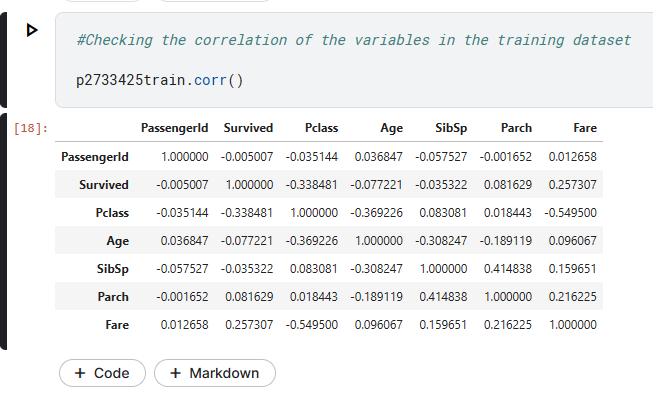 #Checking the correlation of the variables in the training dataset
p2733425train.corr()
[18]:
PassengerId Survived Pclass Age SibSp Parch Fare
PassengerId 1.000000 -0.005007 -0.035144 0.036847 -0.057527 -0.001652 0.012658
Survived -0.005007 1.000000 -0.338481 -0.077221 -0.035322 0.081629 0.257307
Pclass -0.035144 -0.338481 1.000000 -0.369226 0.083081 0.018443 -0.549500
Age 0.036847 -0.077221 -0.369226 1.000000 -0.308247 -0.189119 0.096067
SibSp -0.057527 -0.035322 0.083081 -0.308247 1.000000 0.414838 0.159651
Parch -0.001652 0.081629 0.018443 -0.189119 0.414838 1.000000 0.216225
Fare 0.012658 0.257307 -0.549500 0.096067 0.159651 0.216225 1.000000
+ Code + Markdown